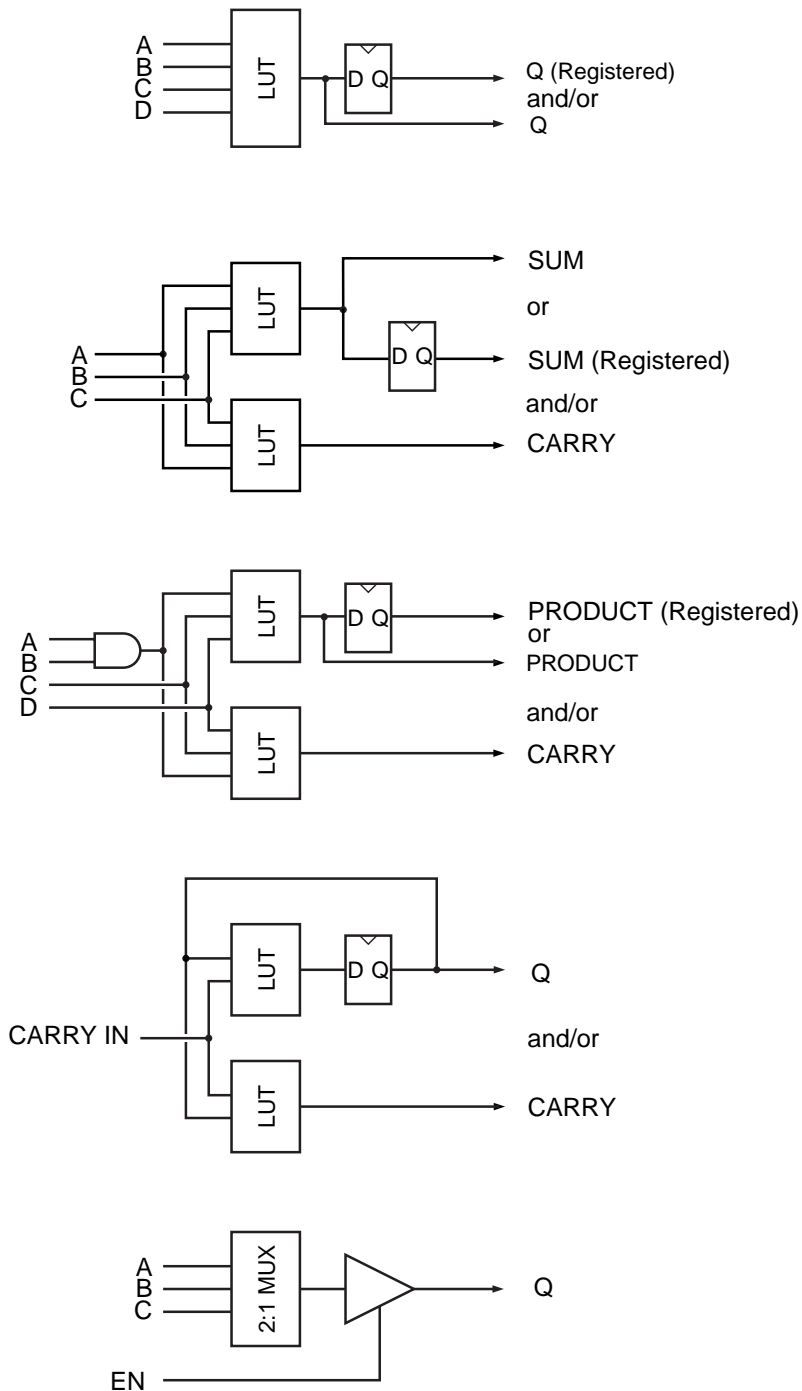 A
B
C
D
LUT
D Q
Q (Registered)
and/or
Q
A
B
C
LUT
LUT
D Q
SUM
or
SUM (Registered)
and/or
CARRY
A
B
C
D
LUT
LUT
D Q
PRODUCT (Registered)
or
PRODUCT
and/or
CARRY
CARRY IN
LUT
LUT
D Q
Q
and/or
CARRY
A
B
C
2:1 MUX
Q
EN